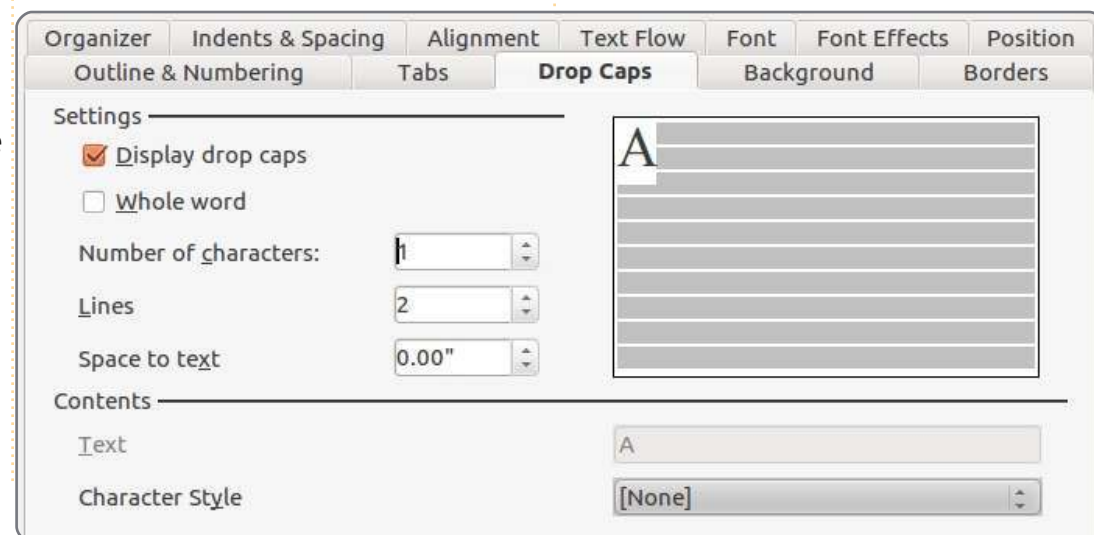 Organizer Indents & Spacing Alignment Text Flow Font Font Effects Position
Outline & Numbering Tabs Drop Caps Background Borders
Settings
Display drop caps
Whole word
Number of characters: 1
Lines 2
Space to text 0.00"
A
Contents
Text A
Character Style [None]